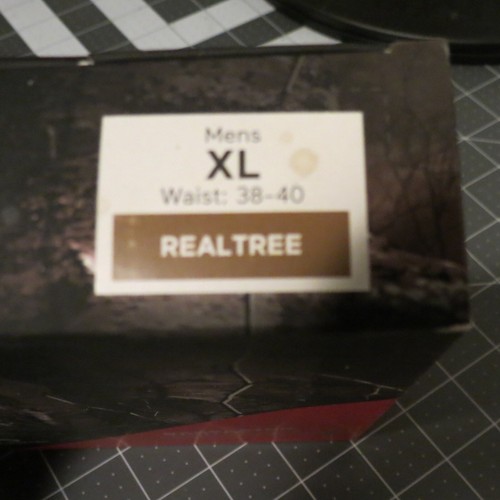 Mens
XL
Waist: 38-40
REALTREE